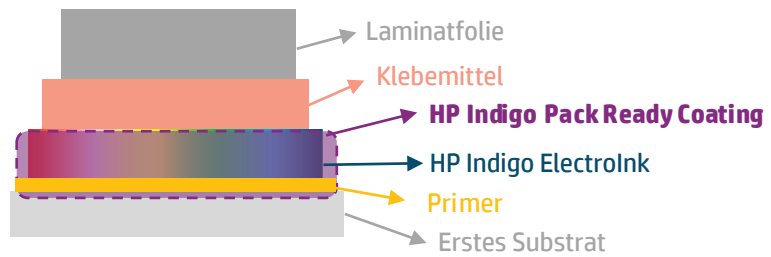 Laminatfolie
Klebemittel
HP Indigo Pack Ready Coating
HP Indigo ElectroInk
Primer
Erstes Substrat